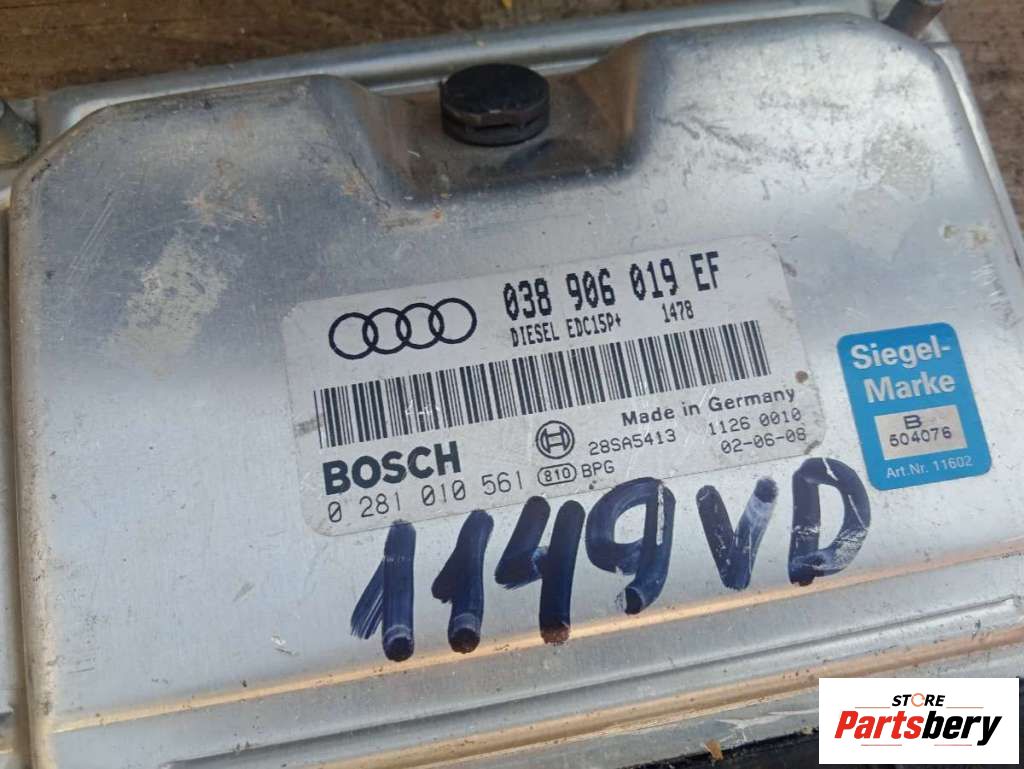 038 906 019 EF
DIESEL EDC15P+ 1478
Made in Germany
BOSCH
28SA5413 1126 0010
0 281 010 561 810 BPG 02-06-08
Siegel-
Marke
B
504076
Art.Nr. 11602
1149VD
STORE
Partsbery